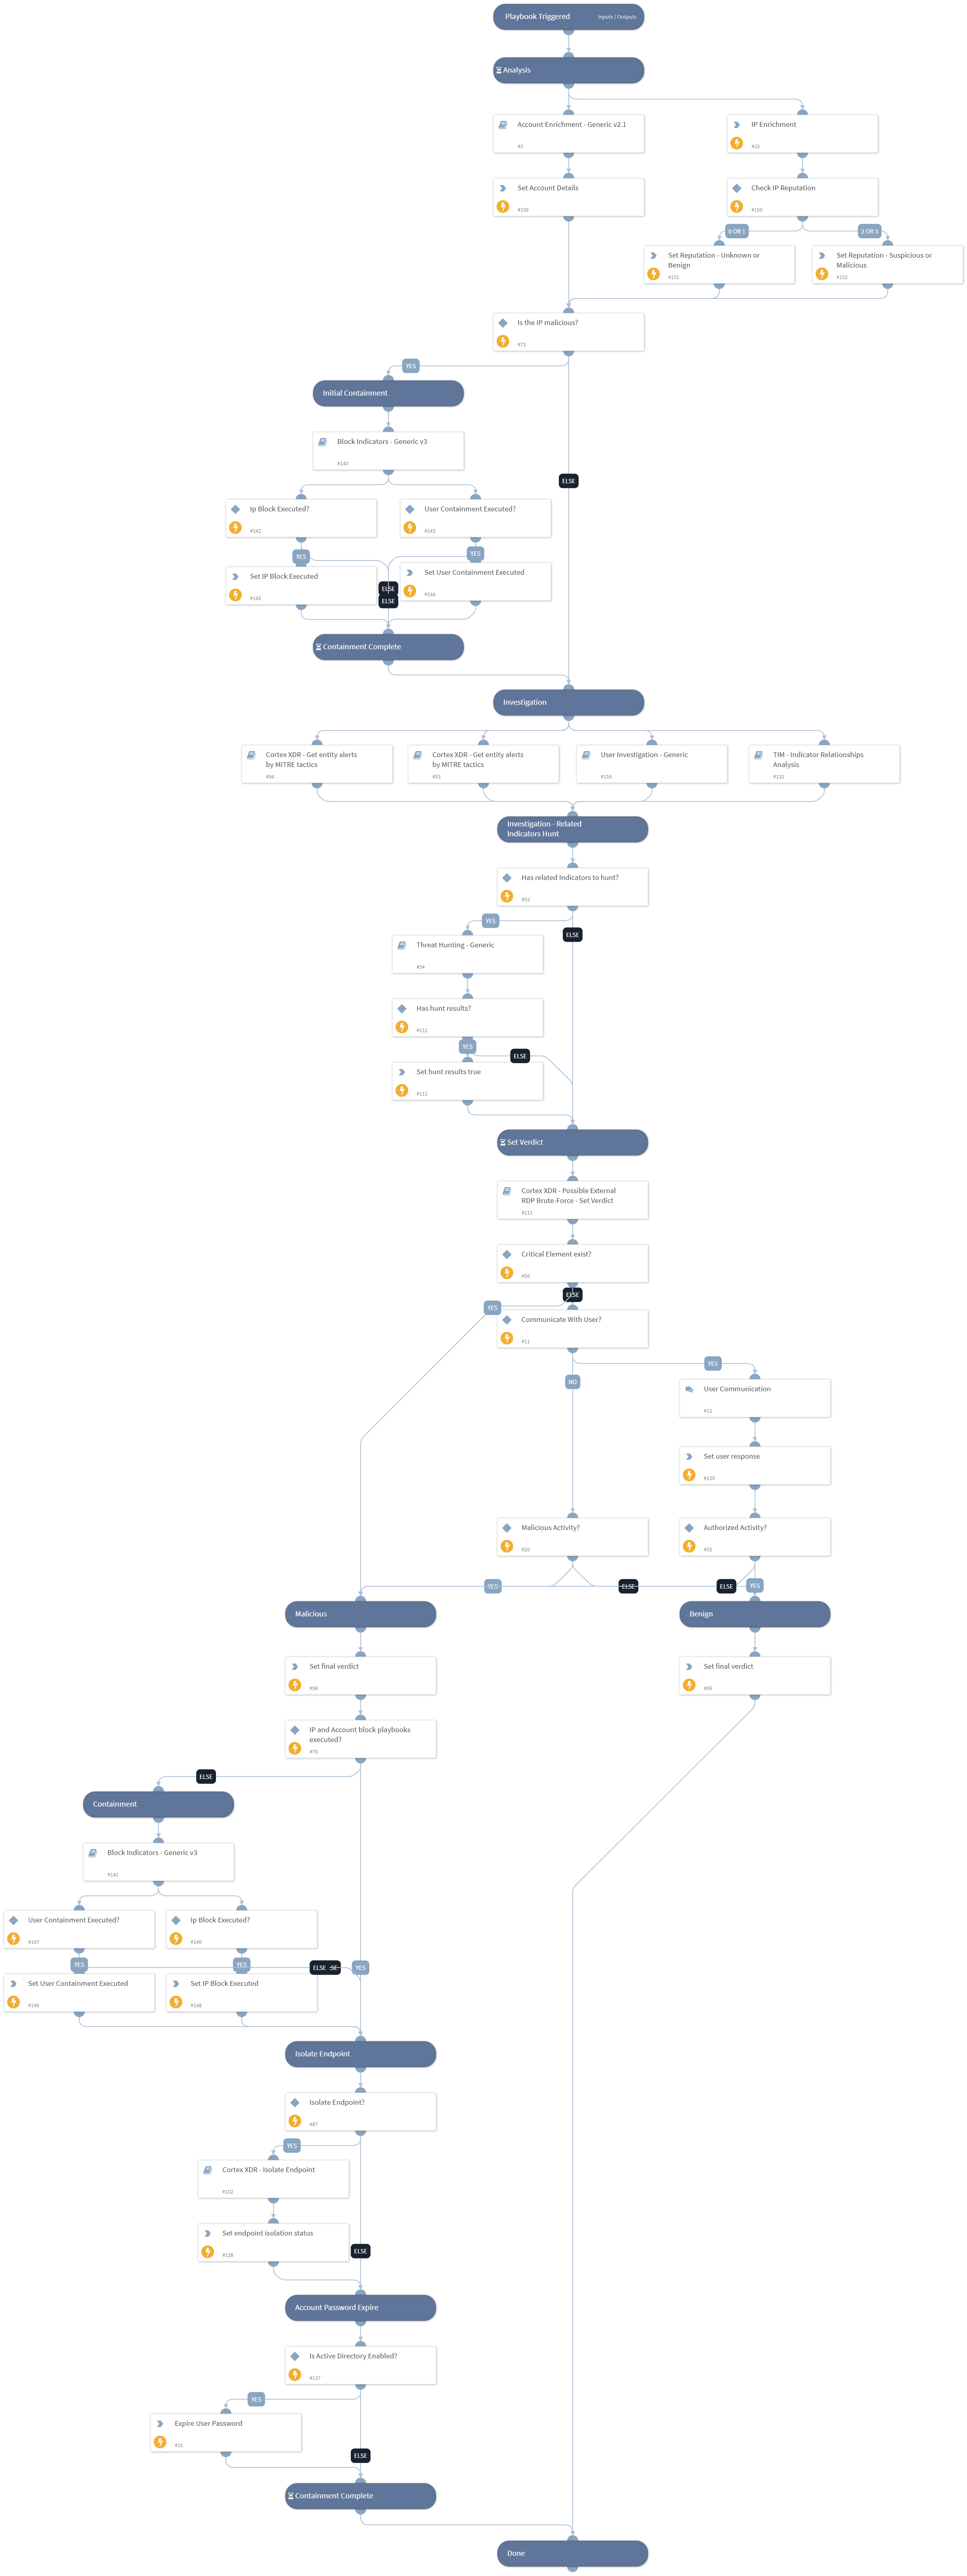 Playbook Triggered
Inputs / Outputs
Analysis
Account Enrichment - Generic v2.1
IP Enrichment
#32
Set Account Details
#109
Check IP Reputation
#150
0 OR 1
2 OR 3
Set Reputation - Unknown or
Benign
#151
Set Reputation - Suspicious or
Malicious
#152
Is the IP malicious?
#73
YES
Initial Containment
Block Indicators - Generic v3
#140
ELSE
Ip Block Executed?
#142
User Containment Executed?
#143
YES
YES
Set IP Block Executed
#145
ELSE
ELSE
Set User Containment Executed
#144
Containment Complete
Investigation
Cortex XDR - Get entity alerts
by MITRE tactics
#94
Cortex XDR - Get entity alerts
by MITRE tactics
#93
User Investigation - Generic
TIM - Indicator Relationships
Analysis
#110
Investigation - Related
Indicators Hunt
Has related Indicators to hunt?
#53
YES
ELSE
Threat Hunting - Generic
#54
Has hunt results?
#112
YES
ELSE
Set hunt results true
#113
Set Verdict
Cortex XDR - Possible External
RDP Brute-Force - Set Verdict
#111
Critical Element exist?
#56
ELSE
YES
Communicate With User?
#11
YES
NO
User Communication
#13
Set user response
#139
Malicious Activity?
#20
Authorized Activity?
YES
ELSE
ELSE
YES
Malicious
Benign
Set final verdict
#98
Set final verdict
#99
IP and Account block playbooks
executed?
#79
ELSE
Containment
Block Indicators - Generic v3
#141
User Containment Executed?
#147
Ip Block Executed?
#146
YES
YES
ELSE
YES
Set User Containment Executed
#149
Set IP Block Executed
#148
Isolate Endpoint
Isolate Endpoint?
#67
YES
Cortex XDR - Isolate Endpoint
#102
Set endpoint isolation status
#138
ELSE
Account Password Expire
Is Active Directory Enabled?
#137
YES
Expire User Password
#31
ELSE
Containment Complete
Done